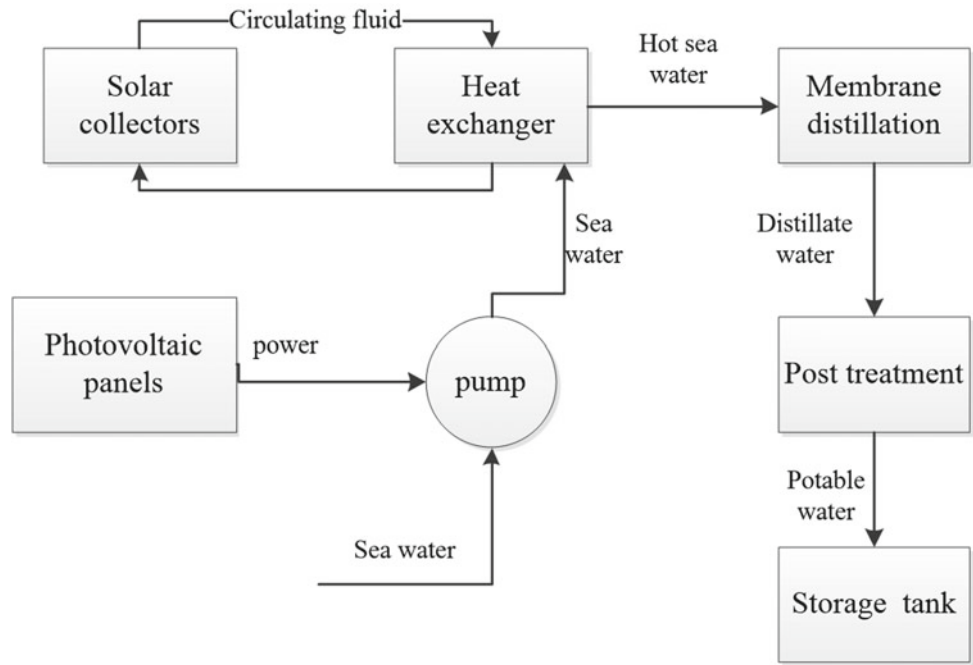 Circulating fluid
Solar
collectors
Heat
exchanger
Hot sea
water
Membrane
distillation
Sea
water
Distillate
water
Photovoltaic
panels
power
pump
Post treatment
Sea water
Potable
water
Storage tank